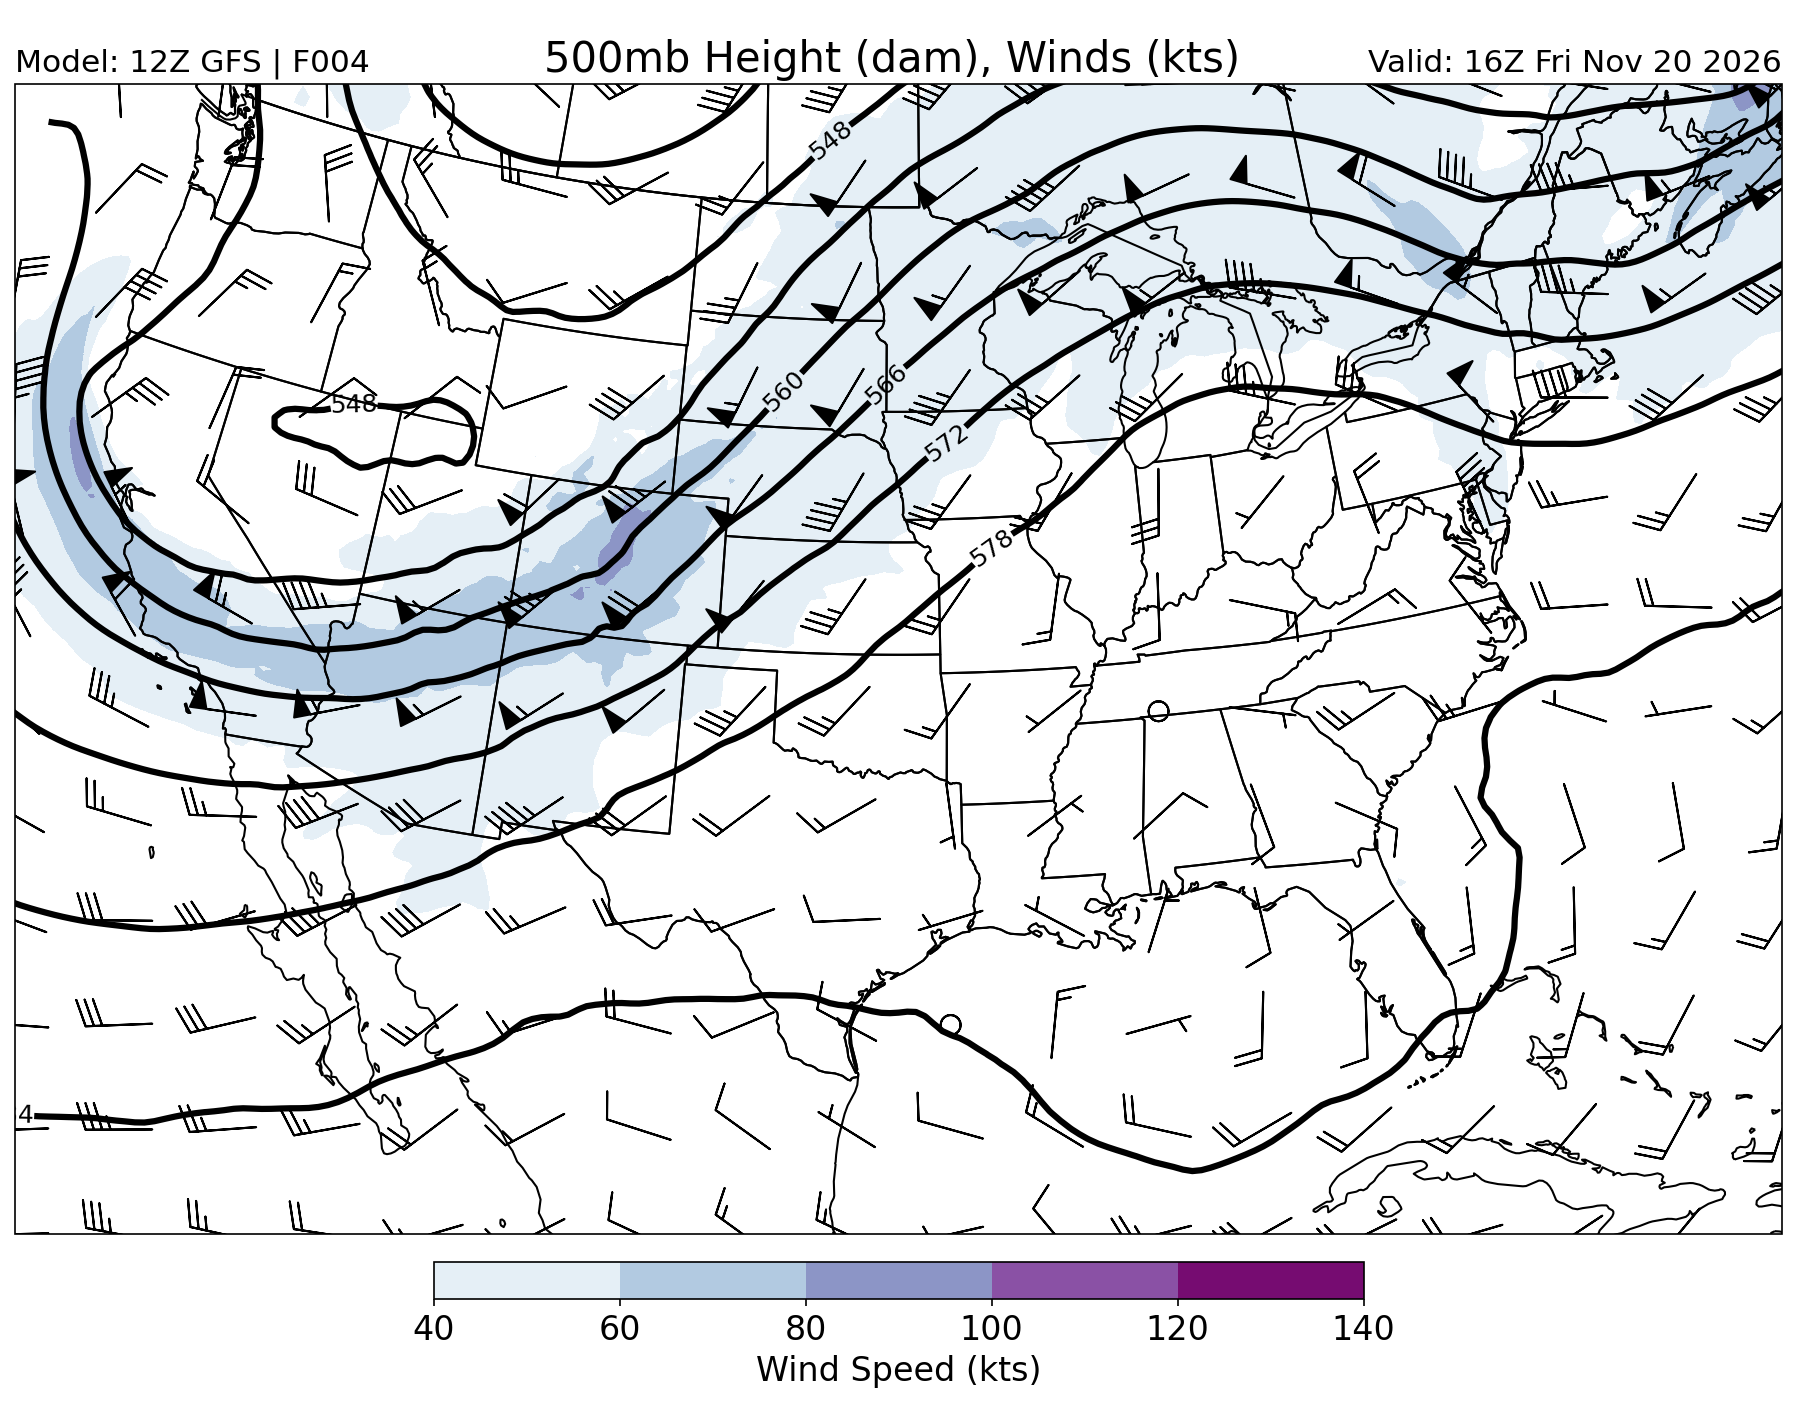 Model: 12Z GFS | F004
500mb Height (dam), Winds (kts)
Valid: 16Z Fri Nov 20 2026
548
560
566
548
572
578
4
40 60 80 100 120 140
Wind Speed (kts)